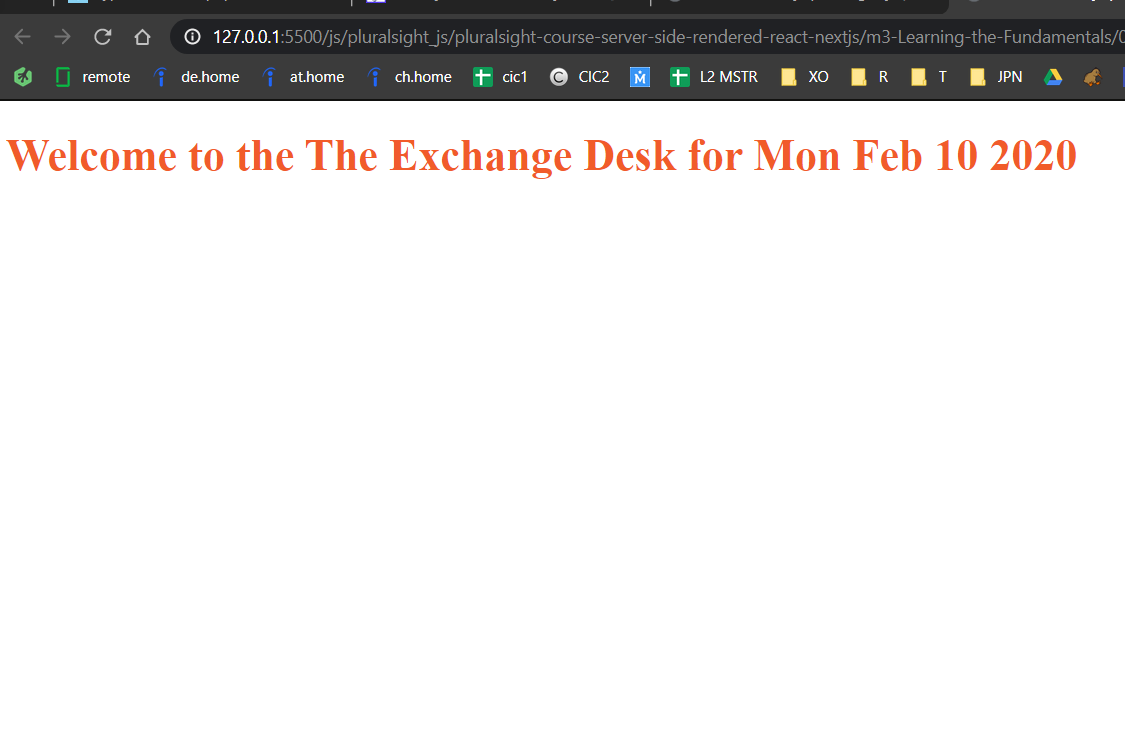 127.0.0.1:5500/js/pluralsight_js/pluralsight-course-server-side-rendered-react-nextjs/m3-Learning-the-Fundamentals/
remote de.home at.home ch.home cic1 CIC2 L2 MSTR XO R T JPN
Welcome to the The Exchange Desk for Mon Feb 10 2020